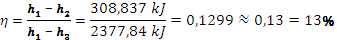 η = (h₁ − h₂)/(h₁ − h₃) = (308,837 kJ)/(2377,84 kJ) = 0,1299 ≈ 0,13 = 13%